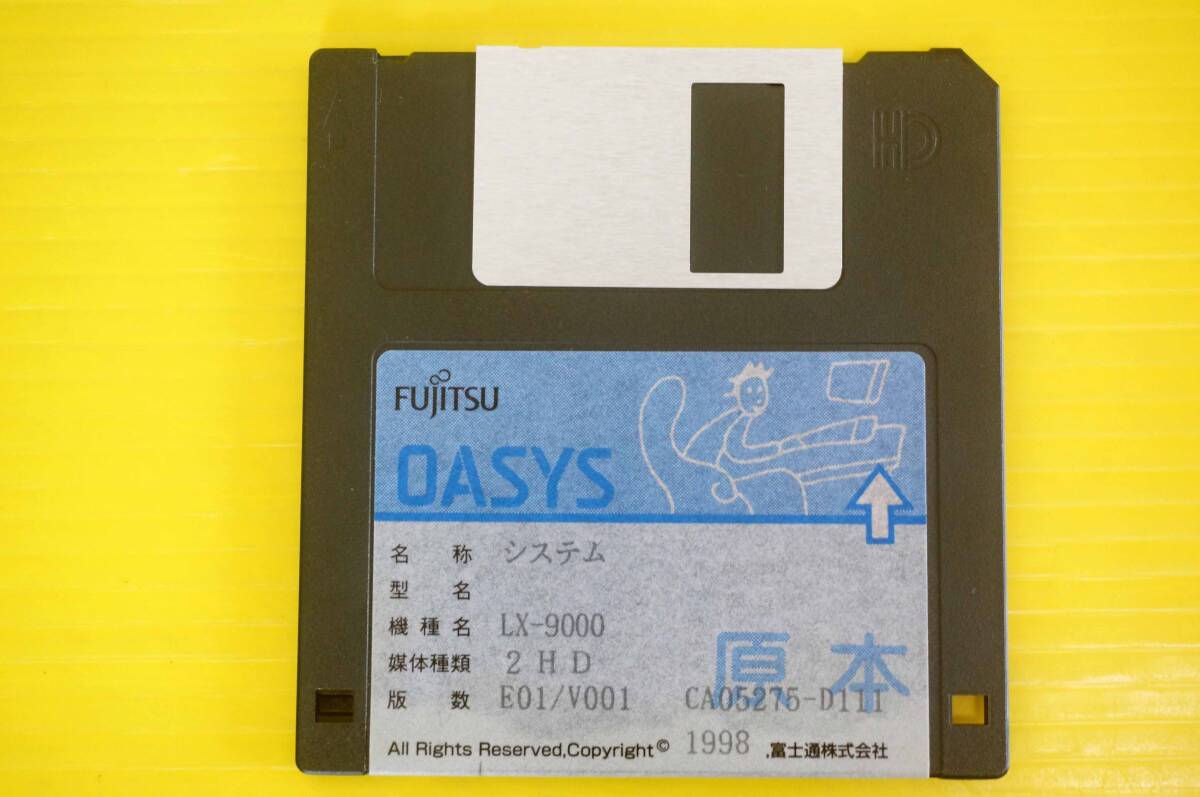 HD
FUJITSU
OASYS
名 称 システム
型 名
機種名 LX-9000
媒体種類 2HD
版 数 E01/V001 CA05275-D111
原本
All Rights Reserved,Copyright© 1998 ,富士通株式会社